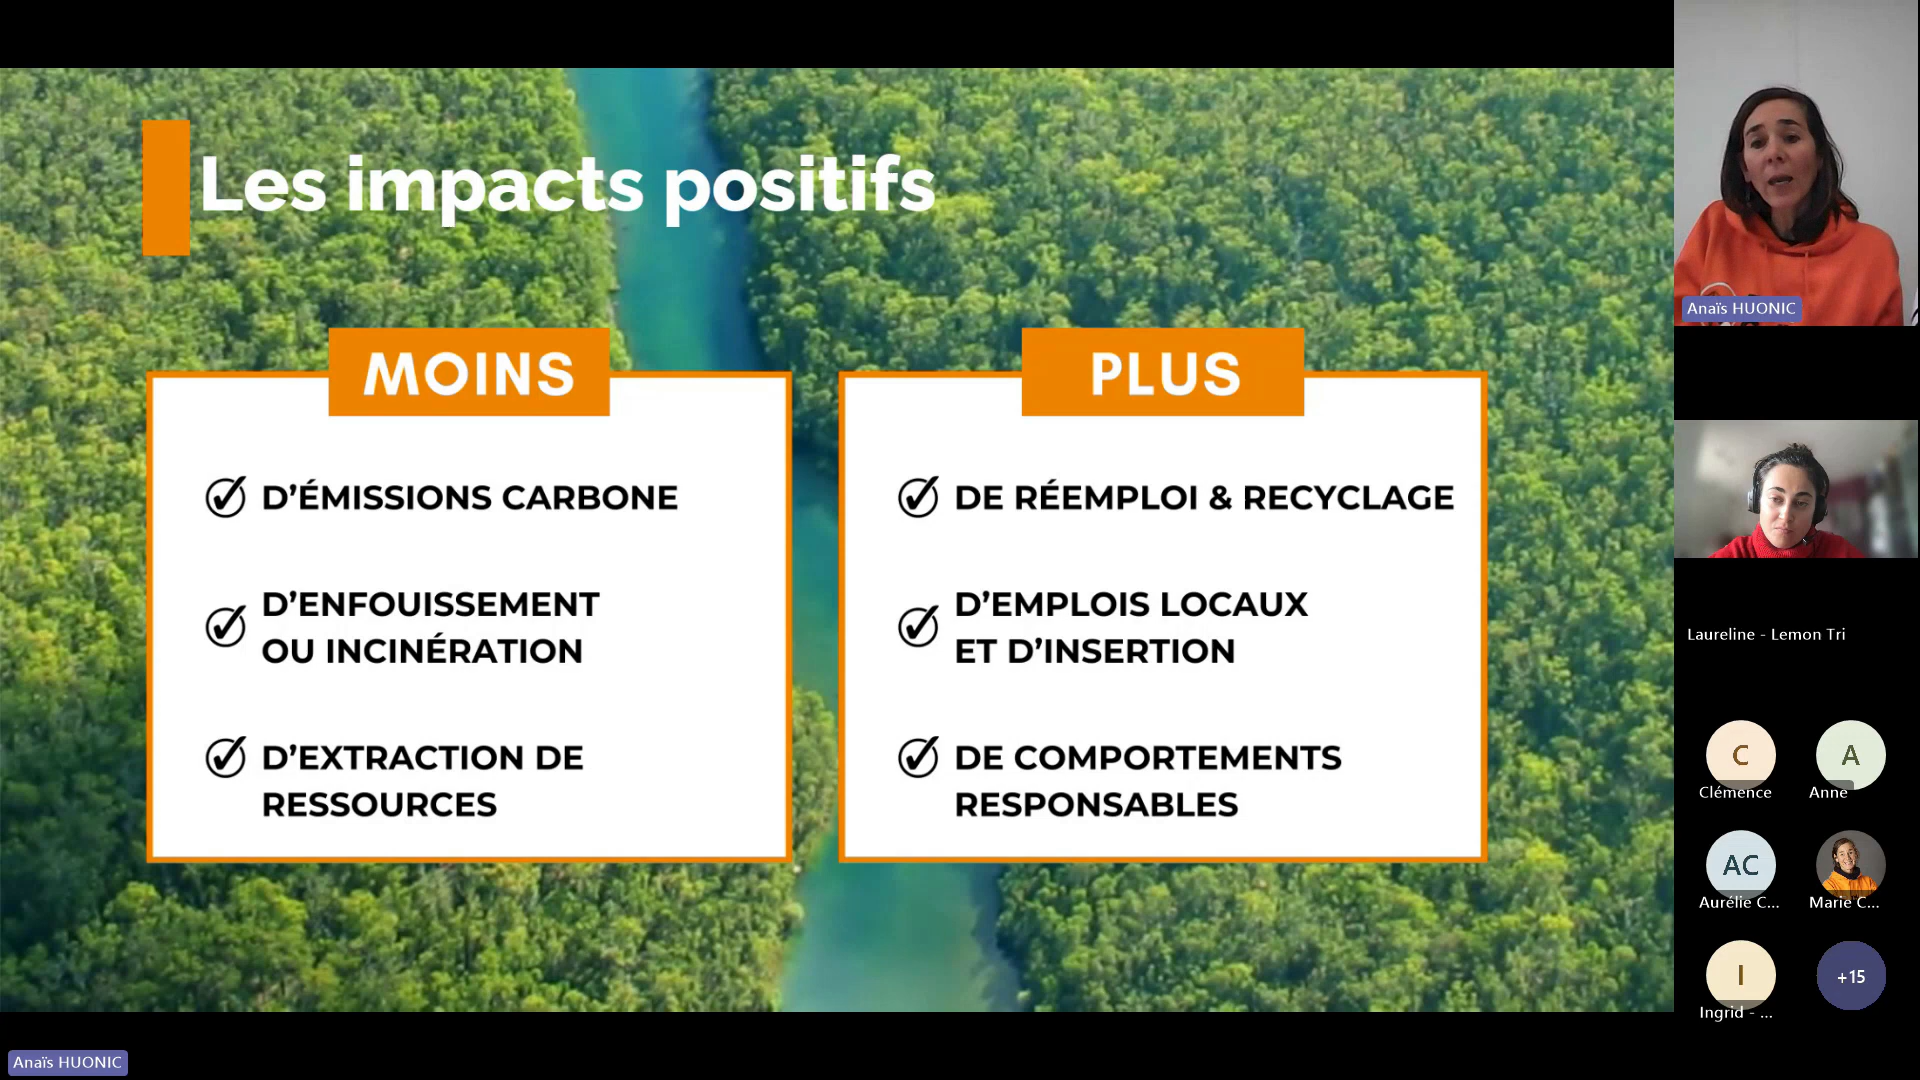 Les impacts positifs
MOINS
D’ÉMISSIONS CARBONE
D’ENFOUISSEMENT
OU INCINÉRATION
D’EXTRACTION DE
RESSOURCES
PLUS
DE RÉEMPLOI & RECYCLAGE
D’EMPLOIS LOCAUX
ET D’INSERTION
DE COMPORTEMENTS
RESPONSABLES
Anaïs HUONIC
Laureline - Lemon Tri
C
Clémence
A
Anne
AC
Aurélie C...
Marie C...
I
Ingrid - ...
+15
Anaïs HUONIC